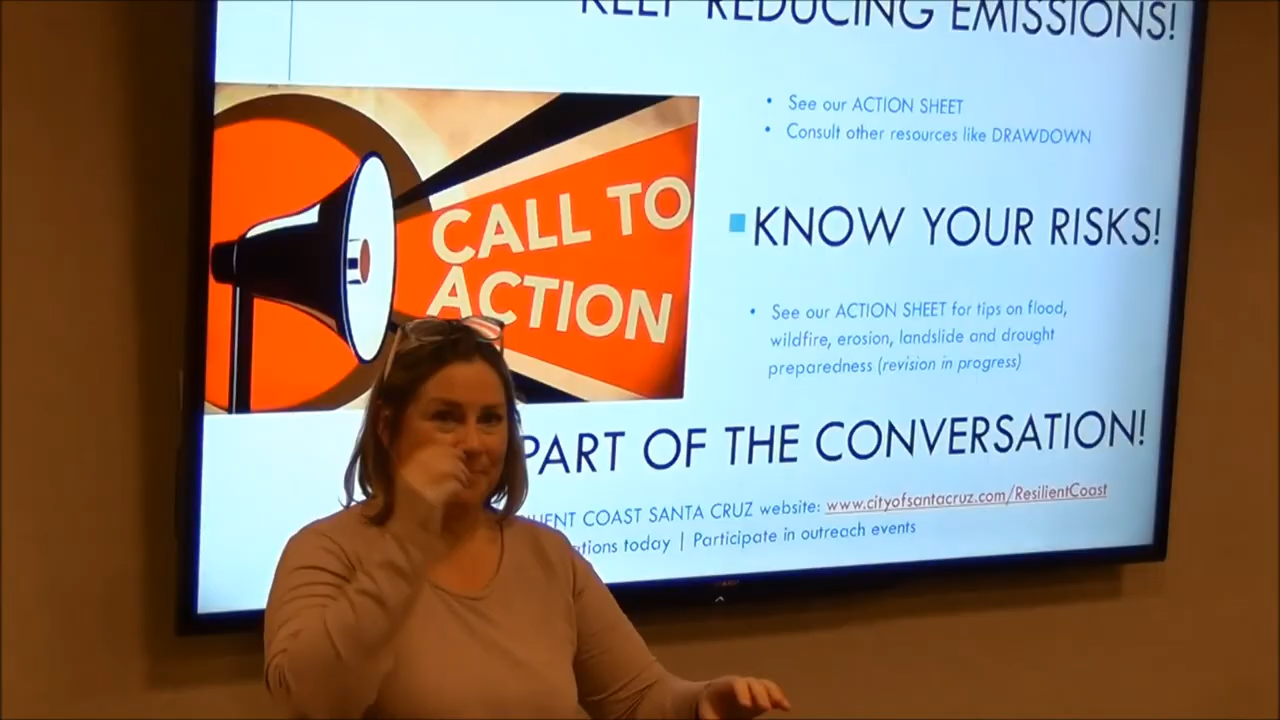 KEEP REDUCING EMISSIONS!
• See our ACTION SHEET
• Consult other resources like DRAWDOWN
CALL TO
ACTION
KNOW YOUR RISKS!
• See our ACTION SHEET for tips on flood,
wildfire, erosion, landslide and drought
preparedness (revision in progress)
PART OF THE CONVERSATION!
COAST SANTA CRUZ website: www.cityofsantacruz.com/ResilientCoast
today | Participate in outreach events